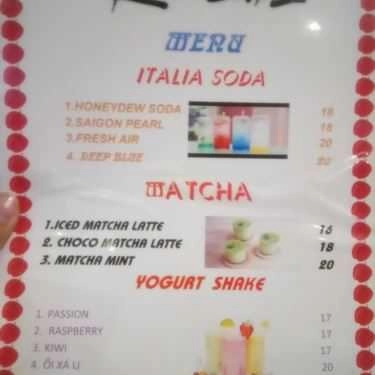 MENU
ITALIA SODA
1.HONEYDEW SODA 18
2.SAIGON PEARL 18
3.FRESH AIR 20
4. DEEP BLUE 20
MATCHA
1.ICED MATCHA LATTE 16
2. CHOCO MATCHA LATTE 18
3. MATCHA MINT 20
YOGURT SHAKE
1. PASSION 17
2. RASPBERRY 17
3. KIWI 17
4. ỔI XÁ LỊ 20